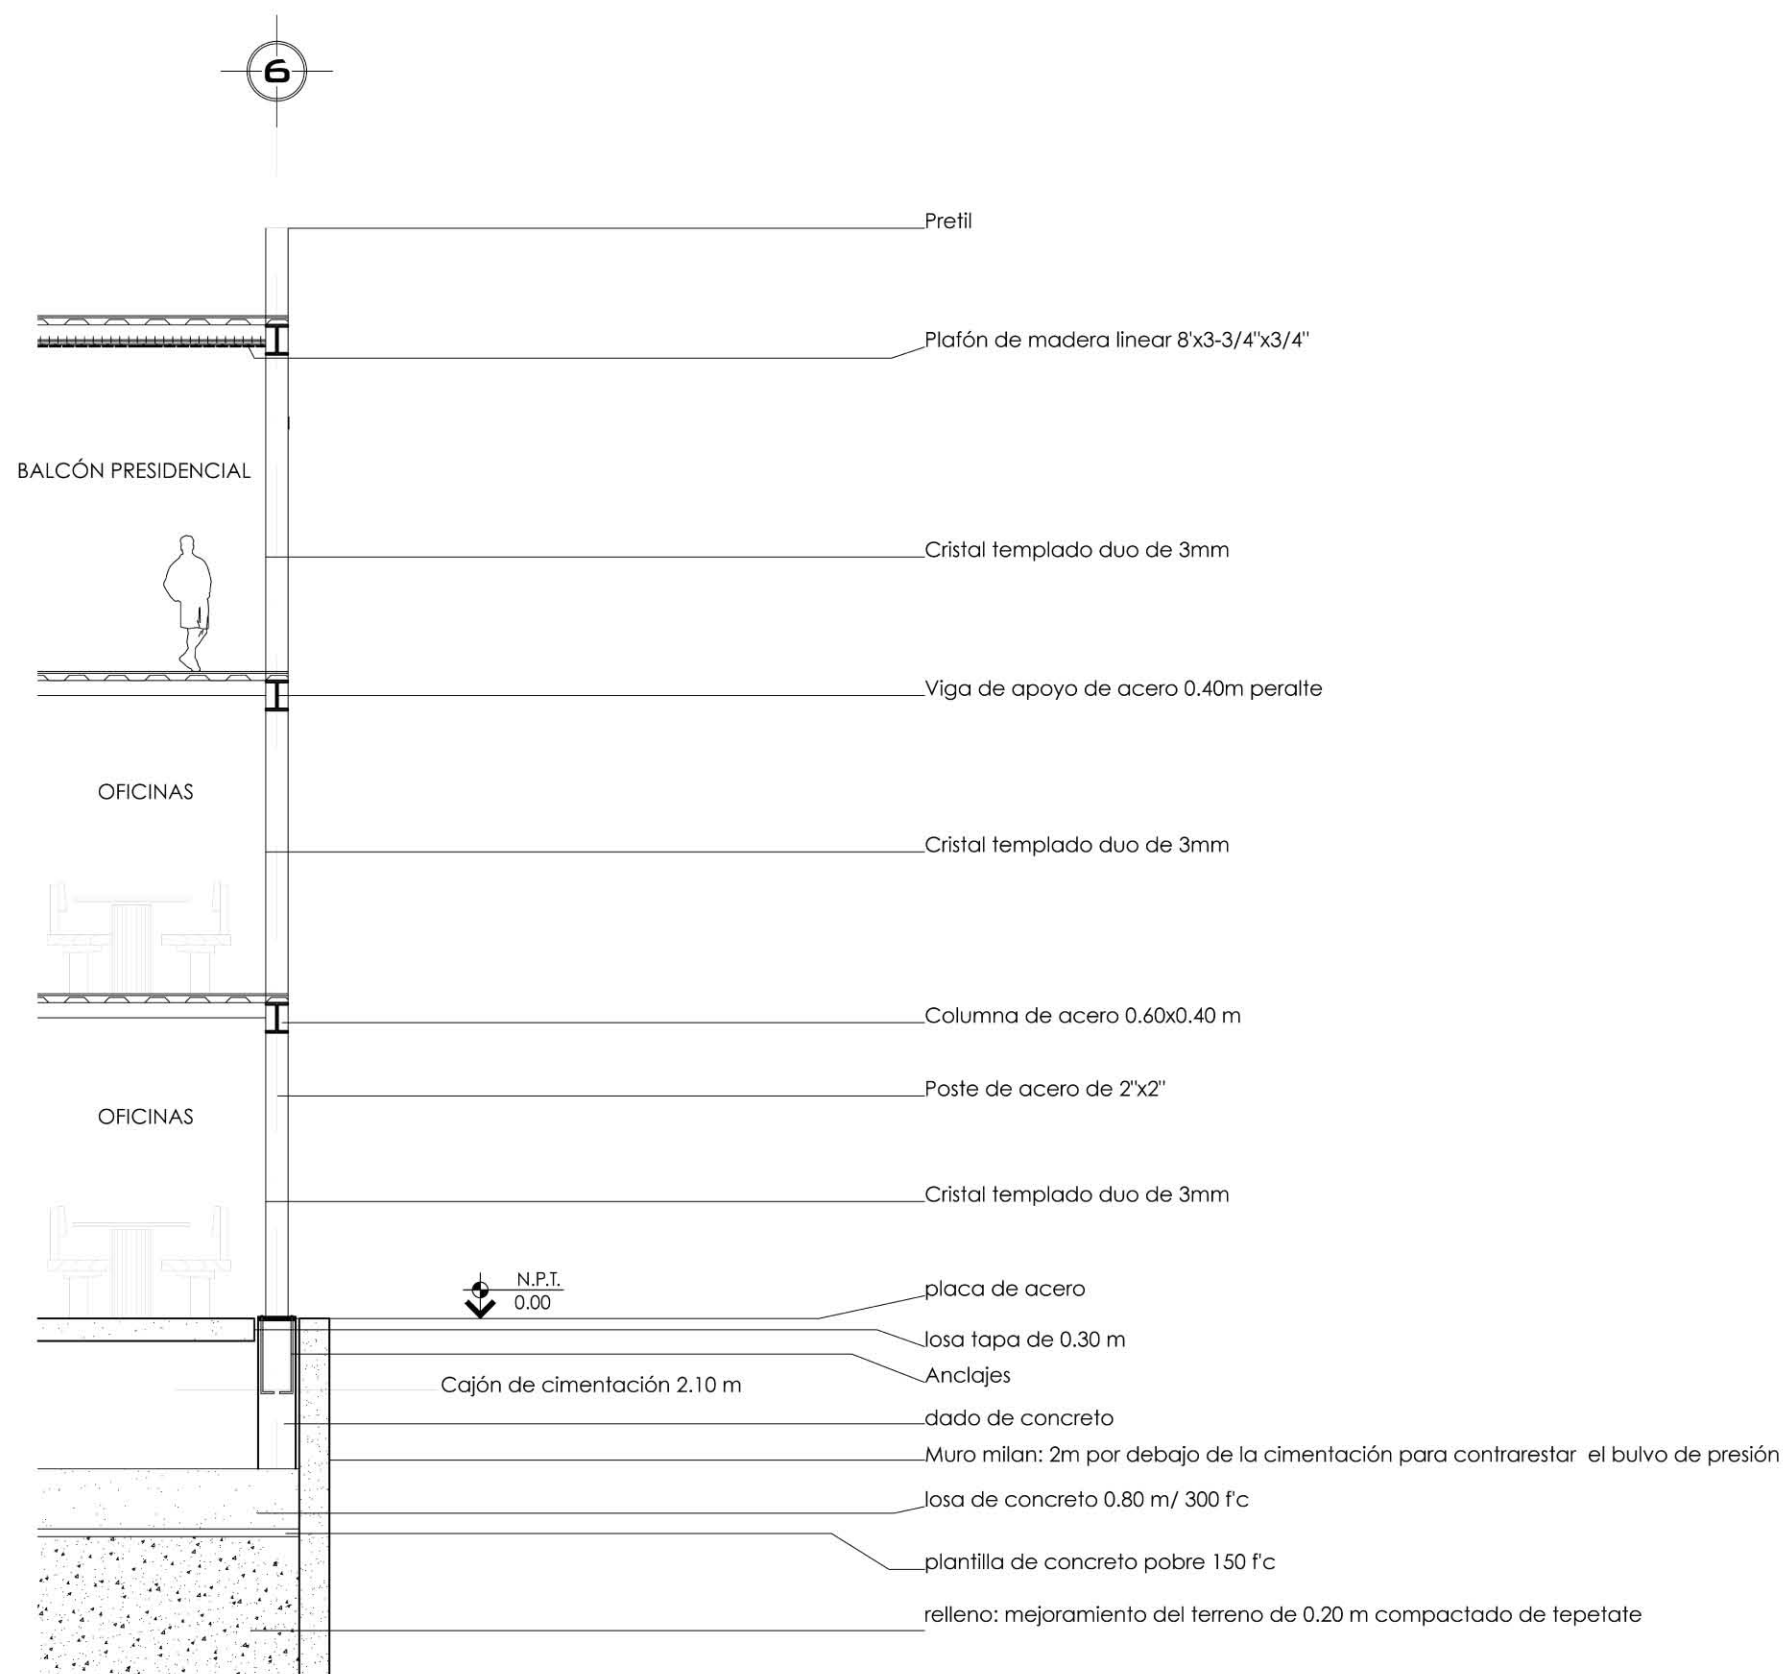 6
Pretil
Plafón de madera linear 8'x3-3/4"x3/4"
BALCÓN PRESIDENCIAL
Cristal templado duo de 3mm
Viga de apoyo de acero 0.40m peralte
OFICINAS
Cristal templado duo de 3mm
Columna de acero 0.60x0.40 m
Poste de acero de 2"x2"
OFICINAS
Cristal templado duo de 3mm
N.P.T.
0.00
placa de acero
losa tapa de 0.30 m
Anclajes
Cajón de cimentación 2.10 m
dado de concreto
Muro milan: 2m por debajo de la cimentación para contrarestar el bulvo de presión
losa de concreto 0.80 m/ 300 f'c
plantilla de concreto pobre 150 f'c
relleno: mejoramiento del terreno de 0.20 m compactado de tepetate